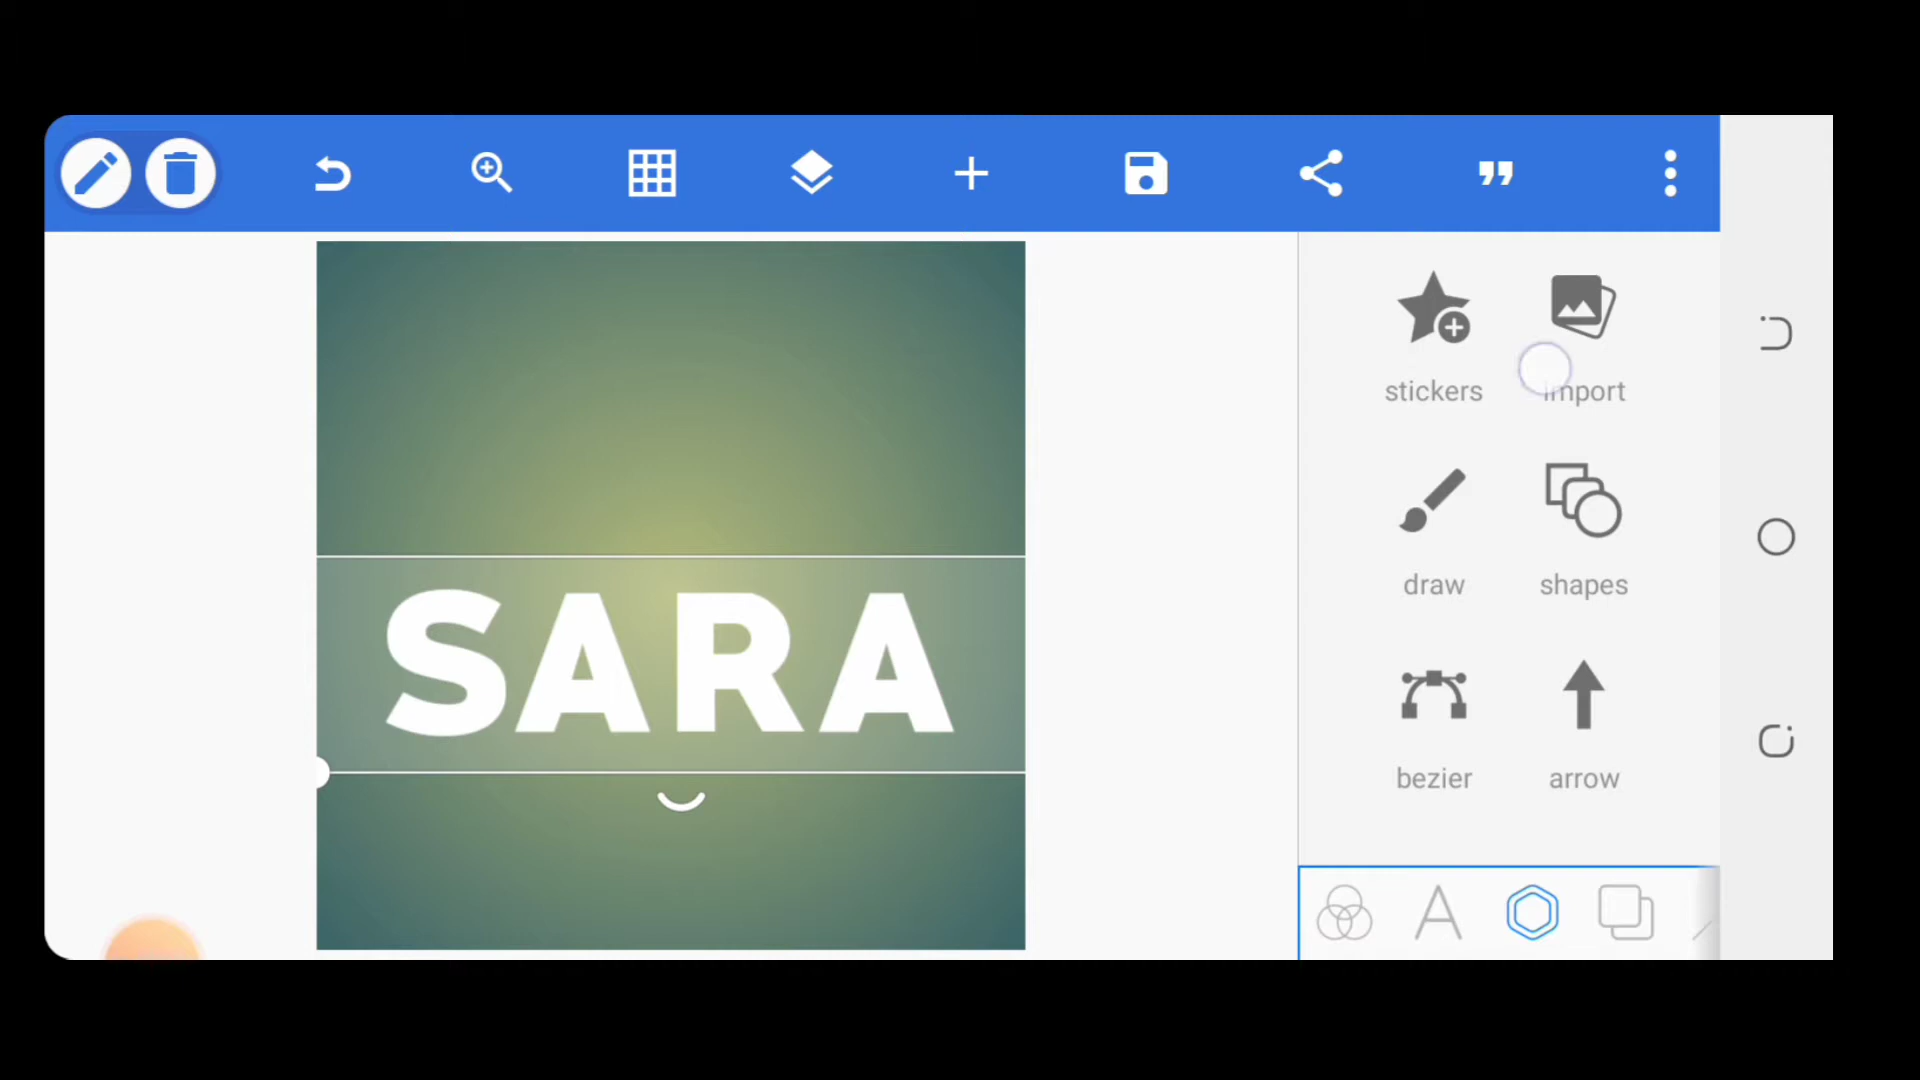 stickers
import
SARA
draw
shapes
bezier
arrow